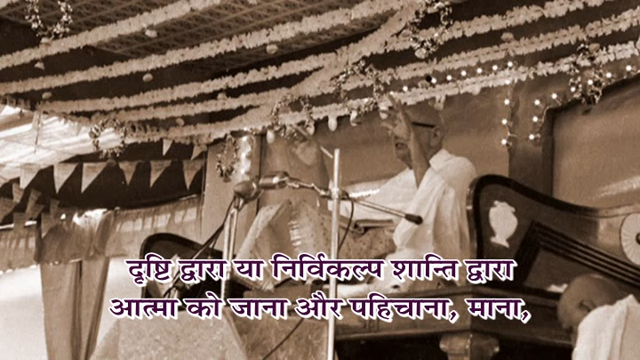 दृष्टि द्वारा या निर्विकल्प शान्ति द्वारा
आत्मा को जाना और पहिचाना, माना,